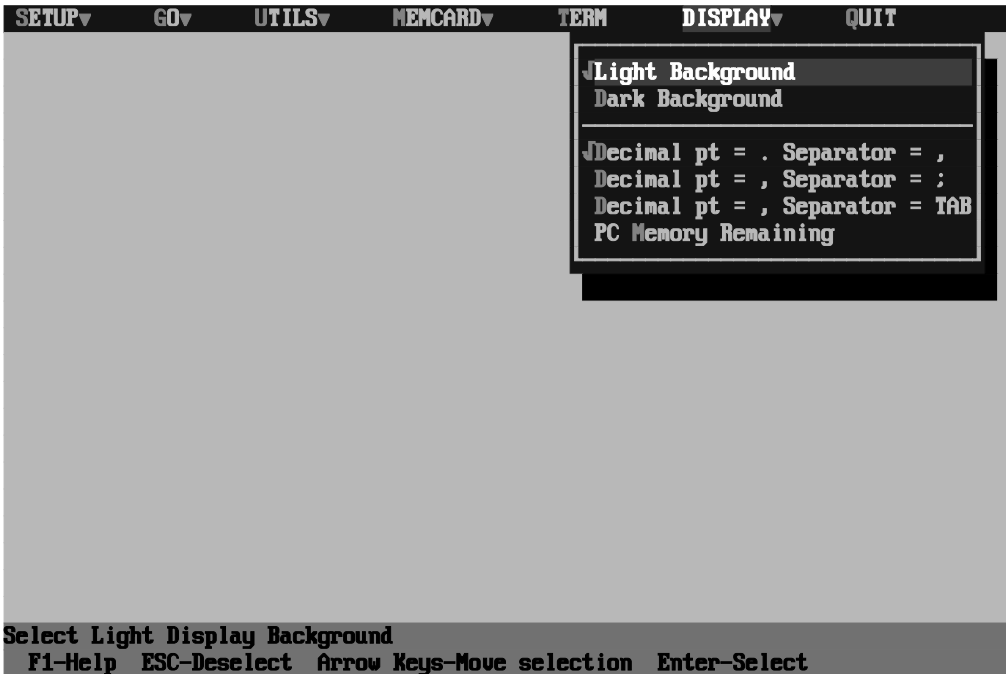 SETUP▼ GO▼ UTILS▼ MEMCARD▼ TERM DISPLAY▼ QUIT
√Light Background
Dark Background
√Decimal pt = . Separator = ,
Decimal pt = , Separator = ;
Decimal pt = , Separator = TAB
PC Memory Remaining
Select Light Display Background
F1-Help ESC-Deselect Arrow Keys-Move selection Enter-Select